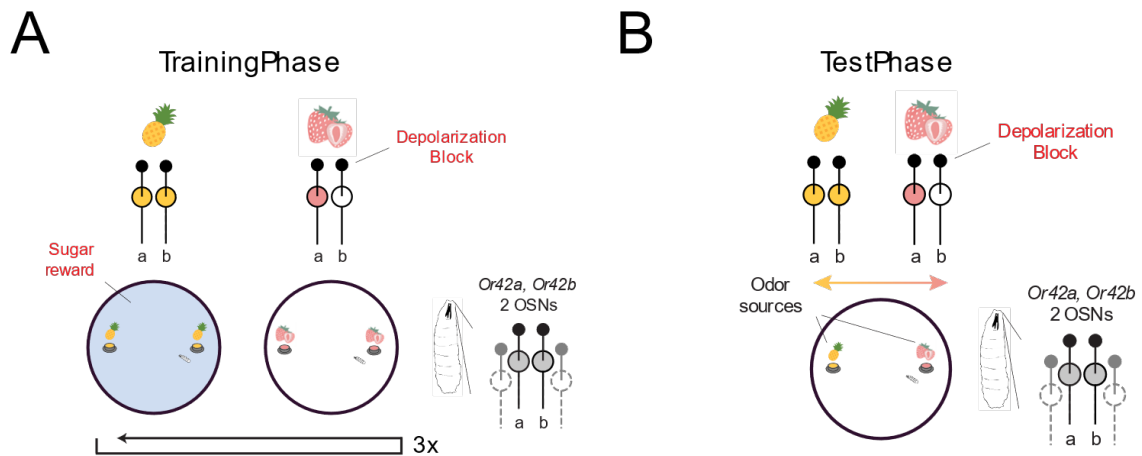 A
TrainingPhase
Depolarization
Block
a b
a b
Sugar
reward
Or42a, Or42b
2 OSNs
a b
3x
B
TestPhase
Depolarization
Block
a b
a b
Odor
sources
Or42a, Or42b
2 OSNs
a b